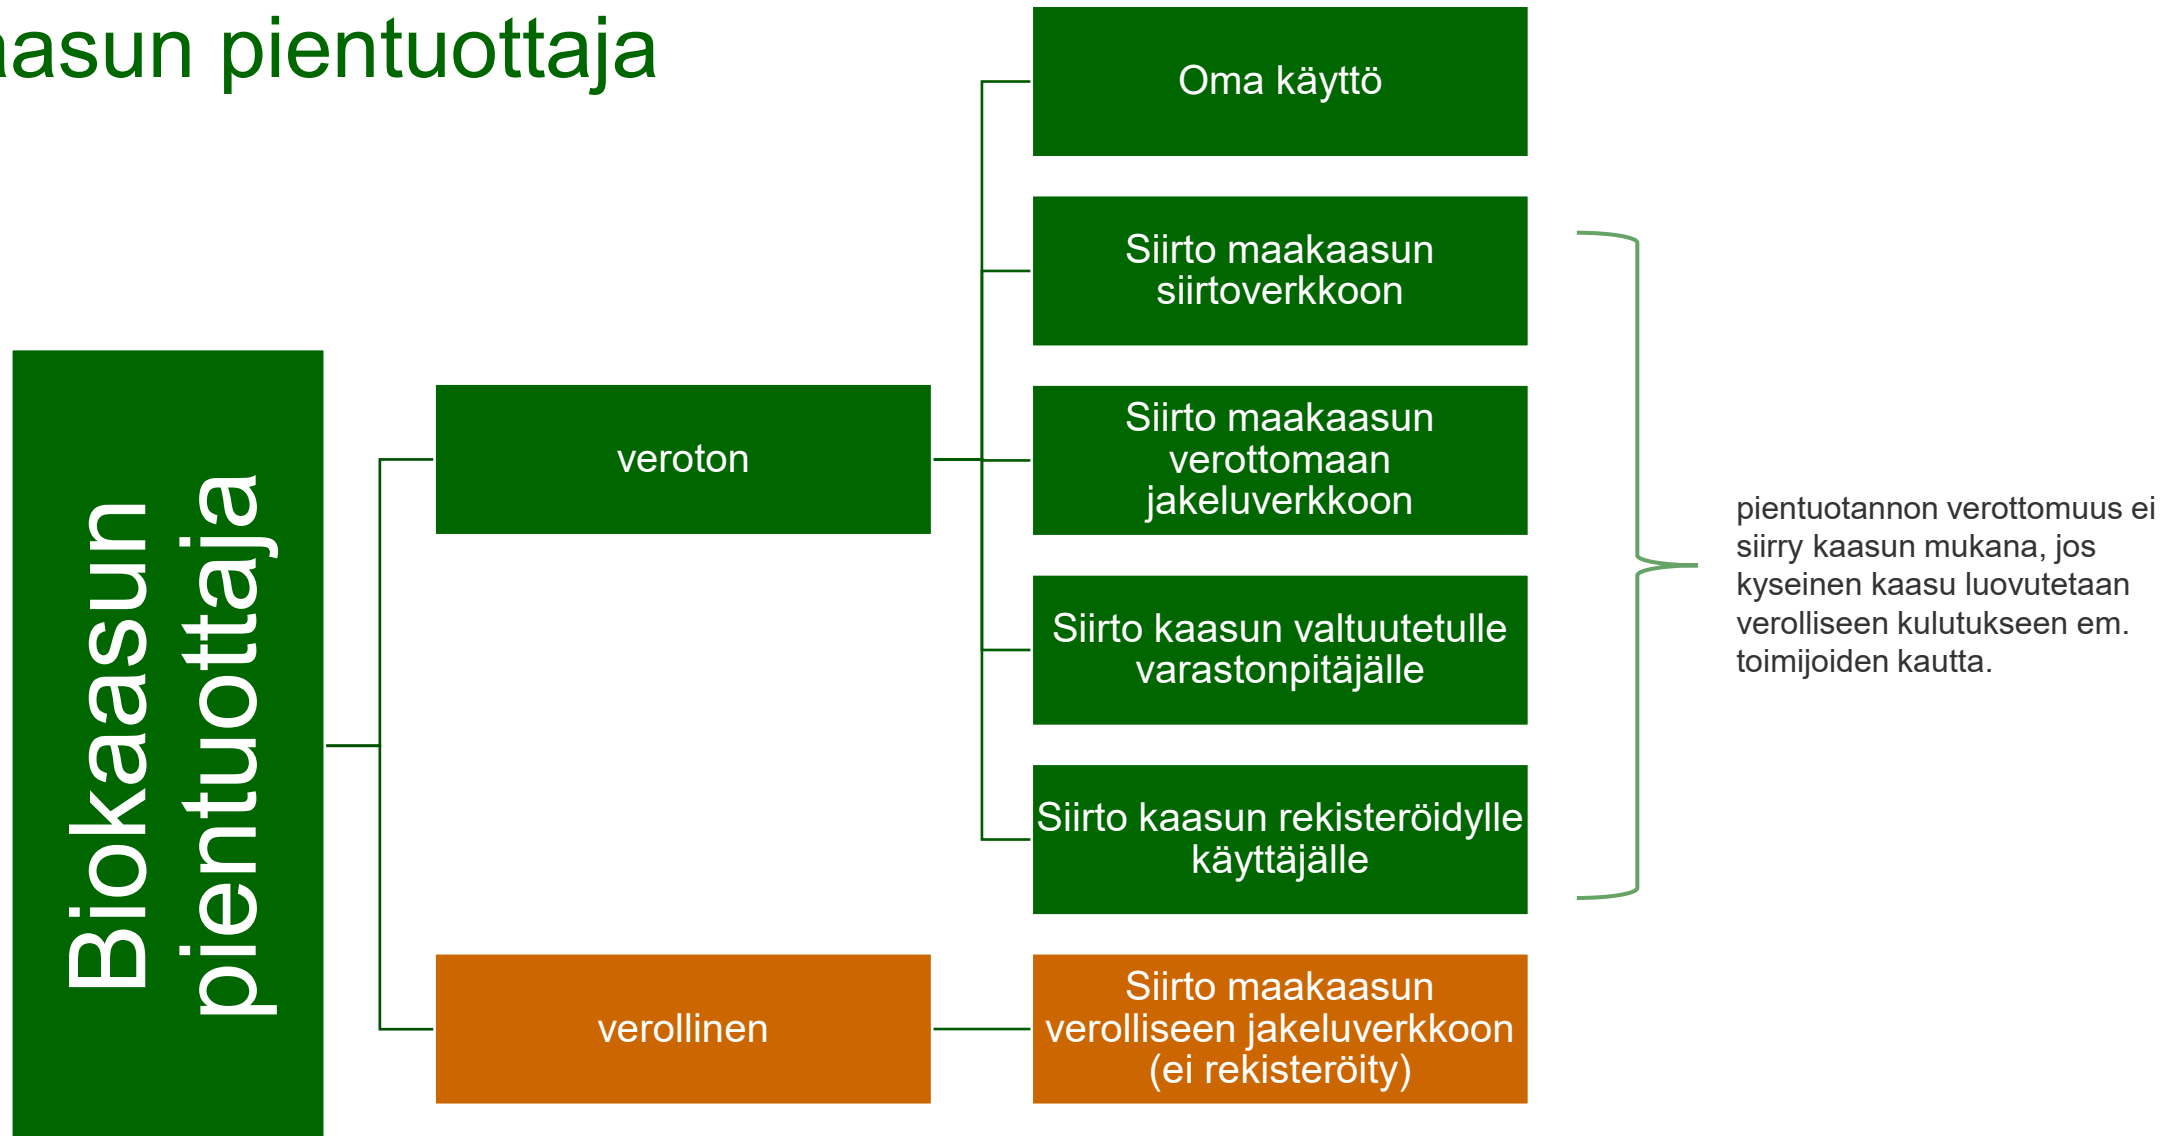 aasun pientuottaja
Biokaasun
pientuottaja
veroton
verollinen
Oma käyttö
Siirto maakaasun
siirtoverkkoon
Siirto maakaasun
verottomaan
jakeluverkkoon
Siirto kaasun valtuutetulle
varastonpitäjälle
Siirto kaasun rekisteröidylle
käyttäjälle
Siirto maakaasun
verolliseen jakeluverkkoon
(ei rekisteröity)
pientuotannon verottomuus ei
siirry kaasun mukana, jos
kyseinen kaasu luovutetaan
verolliseen kulutukseen em.
toimijoiden kautta.